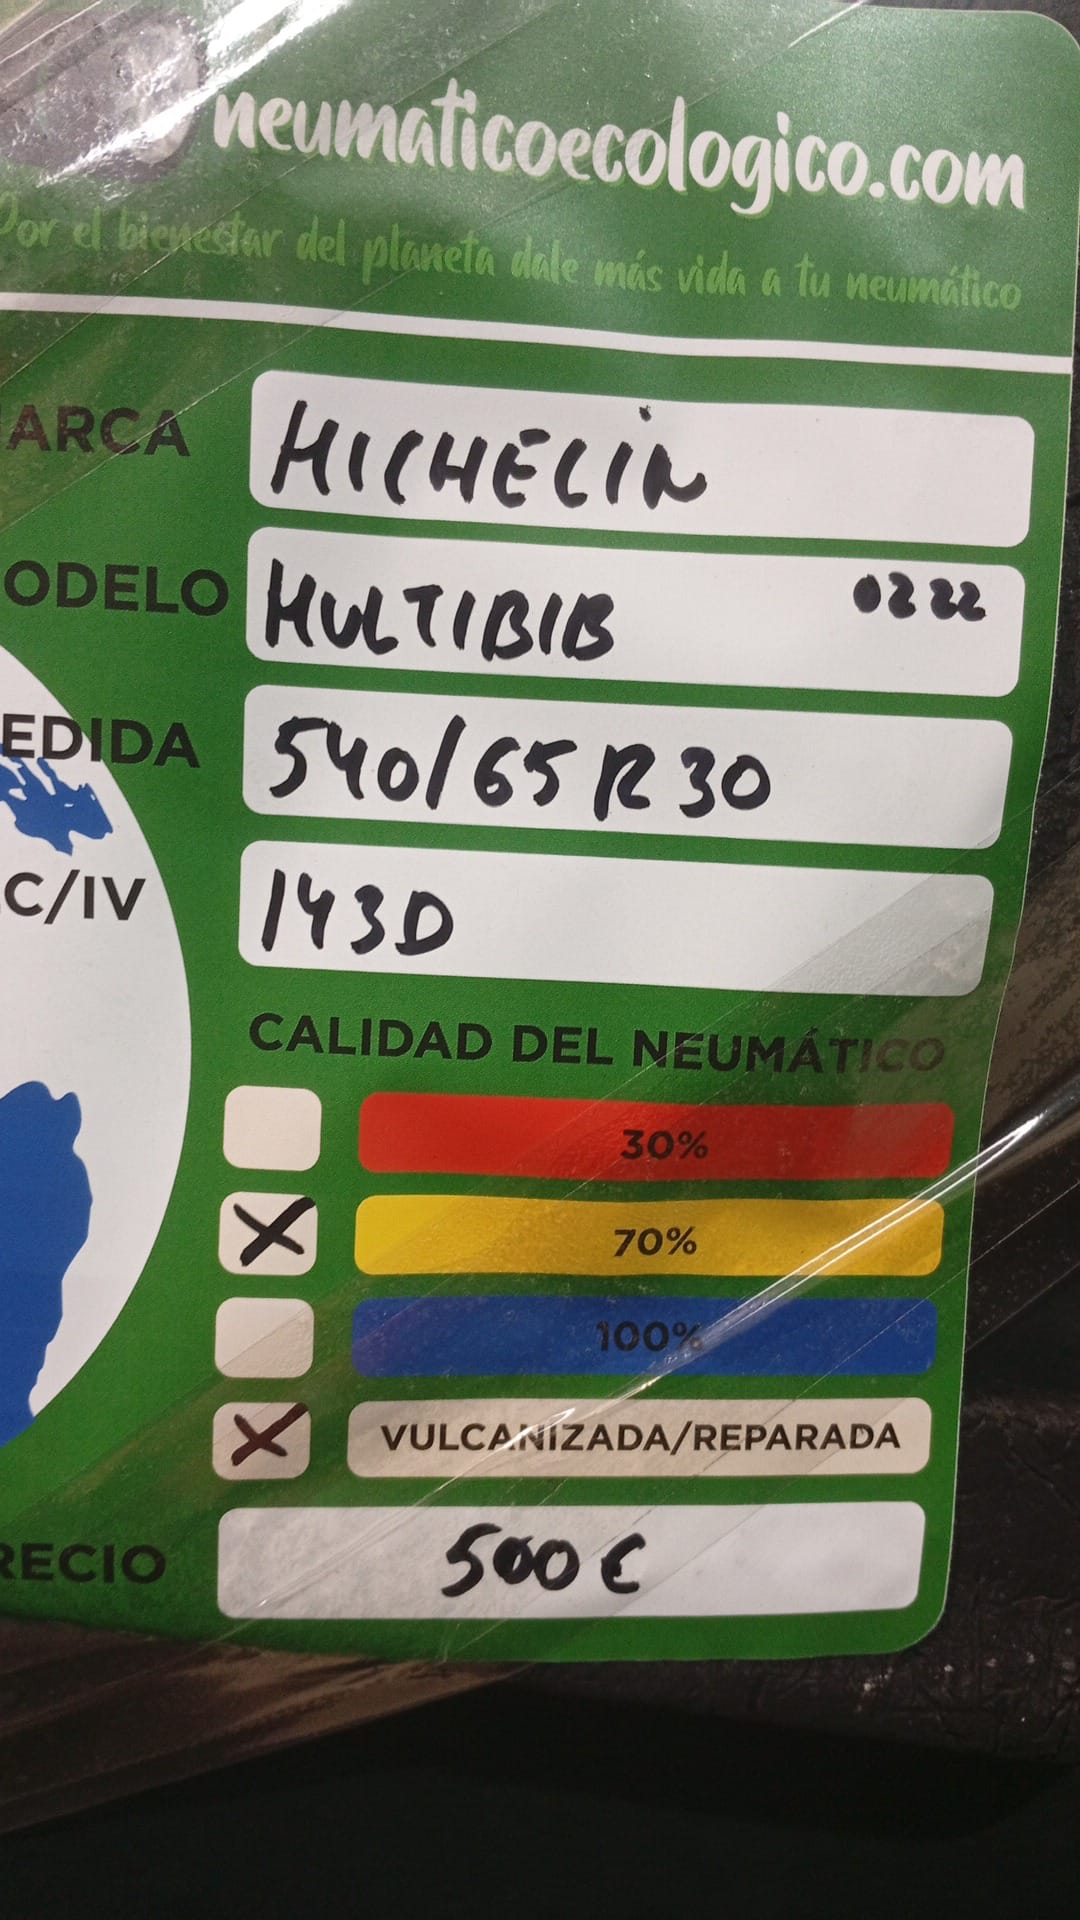 neumaticoecologico.com
Por el bienestar del planeta dale más vida a tu neumático
MARCA MICHELIN
ODELO MULTIBIB 0222
EDIDA 540/65 R 30
C/IV 143D
CALIDAD DEL NEUMÁTICO
30%
X 70%
100%
X VULCANIZADA/REPARADA
RECIO 500 €